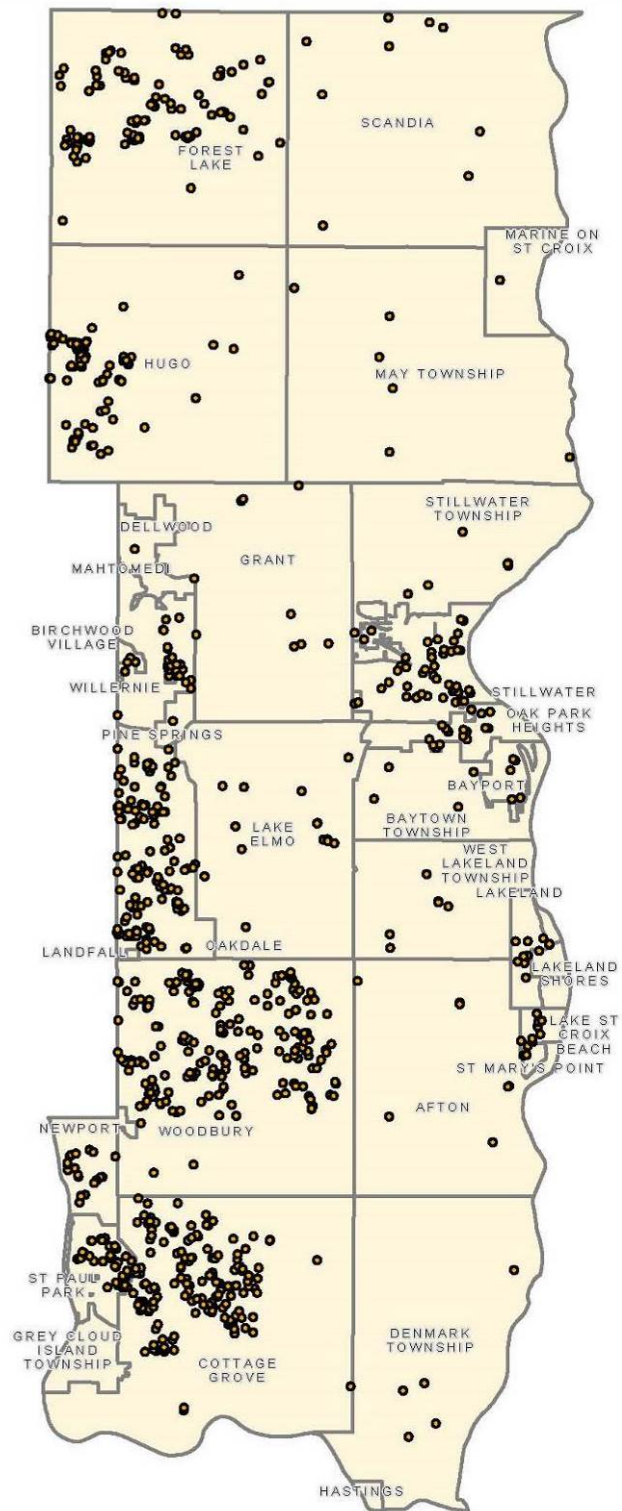 SCANDIA
FOREST
LAKE
MARINE ON
ST CROIX
HUGO
MAY TOWNSHIP
STILLWATER
TOWNSHIP
DELLWOOD
GRANT
MAHTOMEDI
BIRCHWOOD
VILLAGE
WILLERNIE
STILLWATER
OAK PARK
HEIGHTS
PINE SPRINGS
BAYPORT
LAKE
ELMO
BAYTOWN
TOWNSHIP
WEST
LAKELAND
TOWNSHIP
LAKELAND
LANDFALL
OAKDALE
LAKELAND
SHORES
LAKE ST
CROIX
BEACH
ST MARY'S POINT
AFTON
NEWPORT
WOODBURY
ST PAUL
PARK
GREY CLOUD
ISLAND
TOWNSHIP
DENMARK
TOWNSHIP
COTTAGE
GROVE
HASTINGS